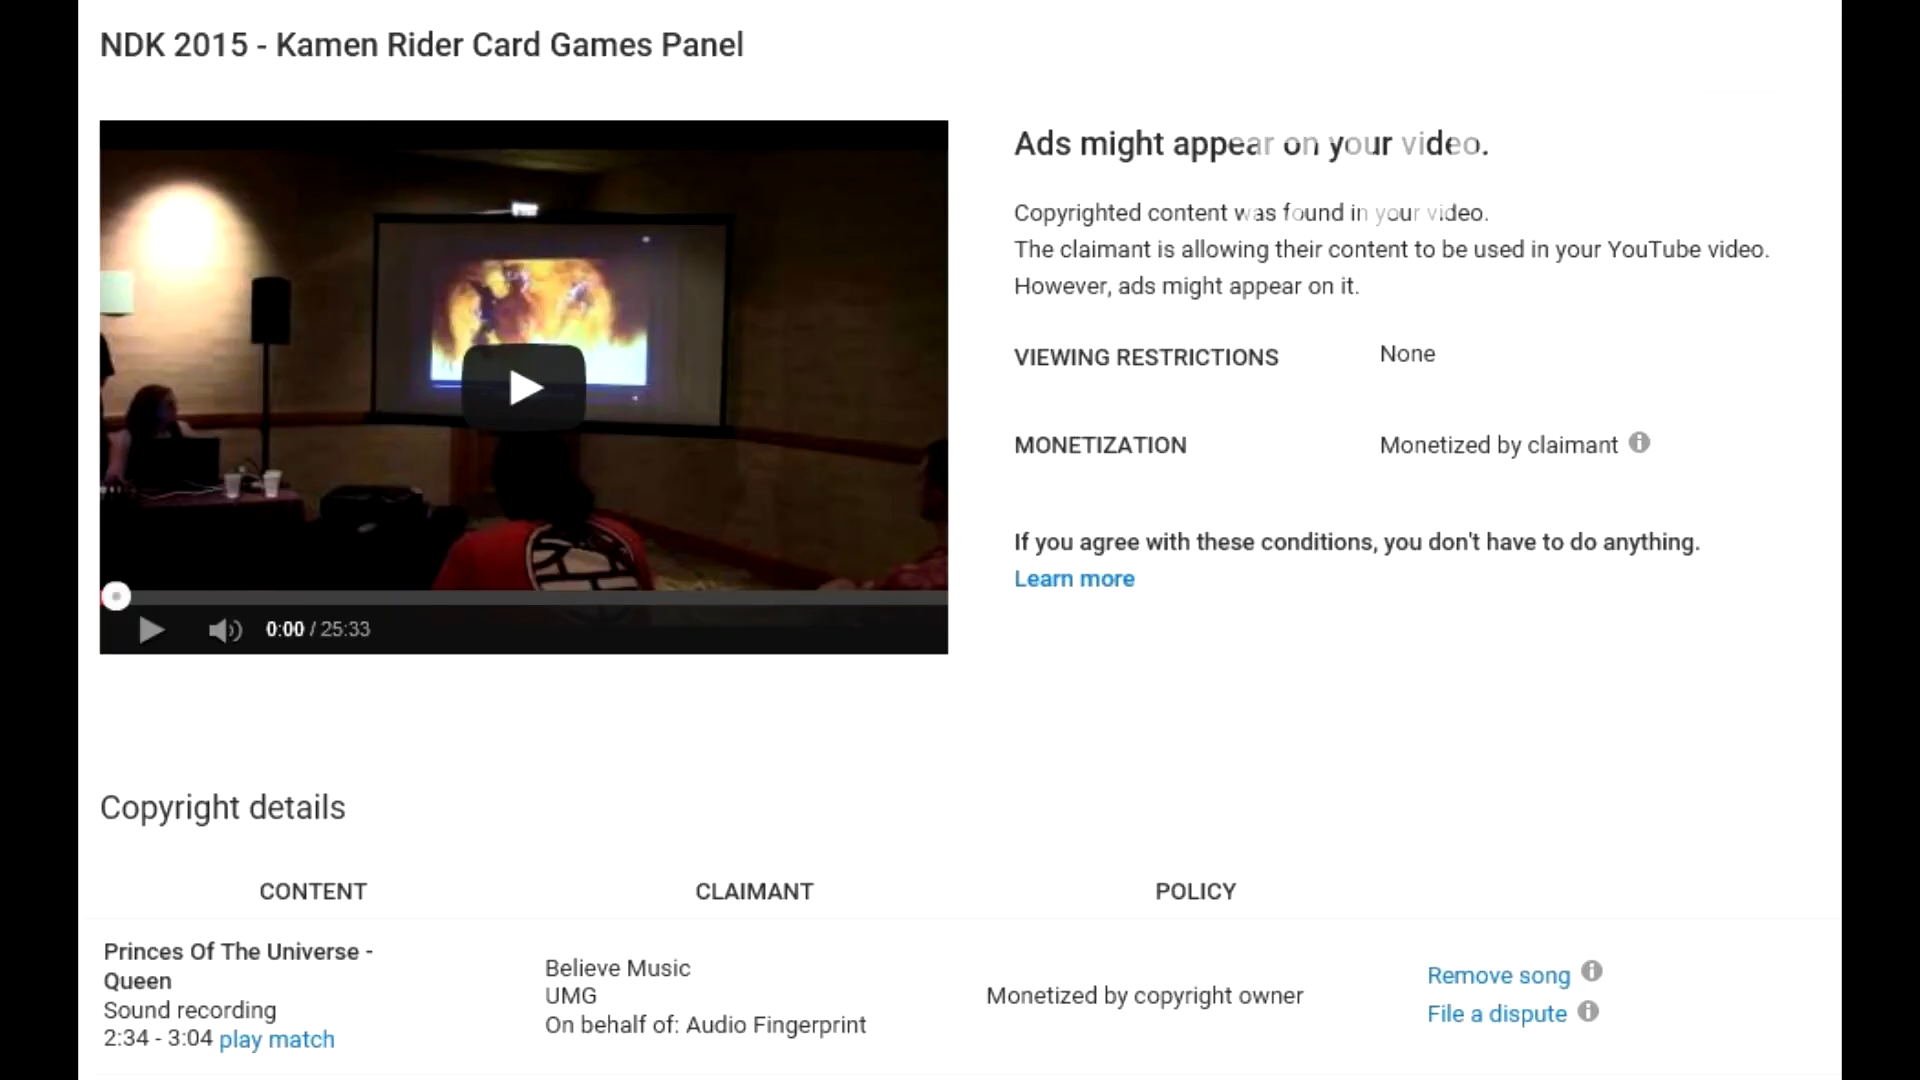 NDK 2015 - Kamen Rider Card Games Panel
Ads might appear on your video.
Copyrighted content was found in your video.
The claimant is allowing their content to be used in your YouTube video.
However, ads might appear on it.
VIEWING RESTRICTIONS None
MONETIZATION Monetized by claimant
If you agree with these conditions, you don't have to do anything.
Learn more
0:00 / 25:33
Copyright details
CONTENT CLAIMANT POLICY
Princes Of The Universe -
Queen
Sound recording
2:34 - 3:04 play match
Believe Music
UMG
On behalf of: Audio Fingerprint
Monetized by copyright owner
Remove song
File a dispute